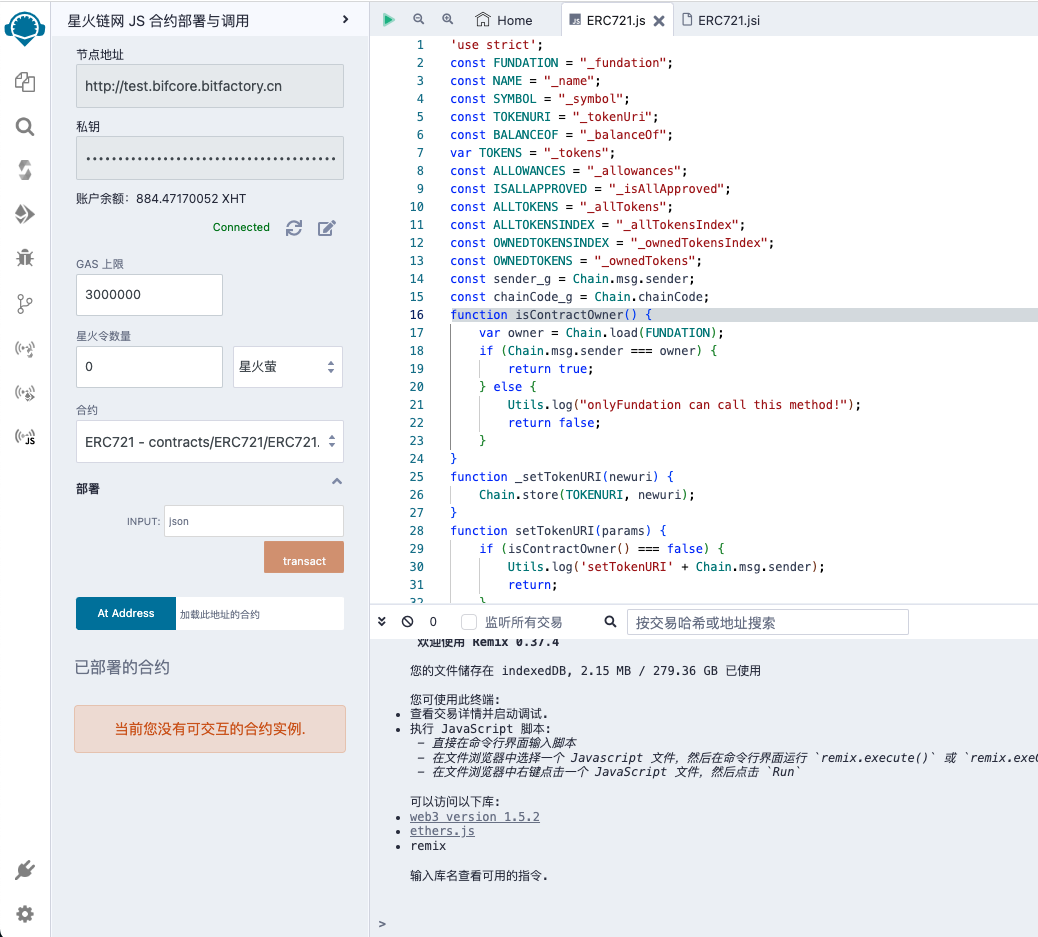 星火链网 JS 合约部署与调用
节点地址
http://test.bifcore.bitfactory.cn
私钥
••••••••••••••••••••••••••••••••••••••
账户余额: 884.47170052 XHT
Connected
GAS 上限
3000000
星火令数量
0
星火萤
合约
ERC721 - contracts/ERC721/ERC721.
部署
INPUT:
json
transact
At Address
加载此地址的合约
已部署的合约
当前您没有可交互的合约实例.
JS
Home
ERC721.js
ERC721.jsi
1 'use strict';
2 const FUNDATION = "_fundation";
3 const NAME = "_name";
4 const SYMBOL = "_symbol";
5 const TOKENURI = "_tokenUri";
6 const BALANCEOF = "_balanceOf";
7 var TOKENS = "_tokens";
8 const ALLOWANCES = "_allowances";
9 const ISALLAPPROVED = "_isAllApproved";
10 const ALLTOKENS = "_allTokens";
11 const ALLTOKENSINDEX = "_allTokensIndex";
12 const OWNEDTOKENSINDEX = "_ownedTokensIndex";
13 const OWNEDTOKENS = "_ownedTokens";
14 const sender_g = Chain.msg.sender;
15 const chainCode_g = Chain.chainCode;
16 function isContractOwner() {
17 var owner = Chain.load(FUNDATION);
18 if (Chain.msg.sender === owner) {
19 return true;
20 } else {
21 Utils.log("onlyFundation can call this method!");
22 return false;
23 }
24 }
25 function _setTokenURI(newuri) {
26 Chain.store(TOKENURI, newuri);
27 }
28 function setTokenURI(params) {
29 if (isContractOwner() === false) {
30 Utils.log('setTokenURI' + Chain.msg.sender);
31 return;
32 }
0
监听所有交易
按交易哈希或地址搜索
欢迎使用 Remix 0.37.4
您的文件储存在 indexedDB, 2.15 MB / 279.36 GB 已使用
您可使用此终端:
• 查看交易详情并启动调试.
• 执行 JavaScript 脚本:
- 直接在命令行界面输入脚本
- 在文件浏览器中选择一个 Javascript 文件, 然后在命令行界面运行 `remix.execute()` 或 `remix.exe
- 在文件浏览器中右键点击一个 JavaScript 文件, 然后点击 `Run`
可以访问以下库:
• web3 version 1.5.2
• ethers.js
• remix
输入库名查看可用的指令.
>